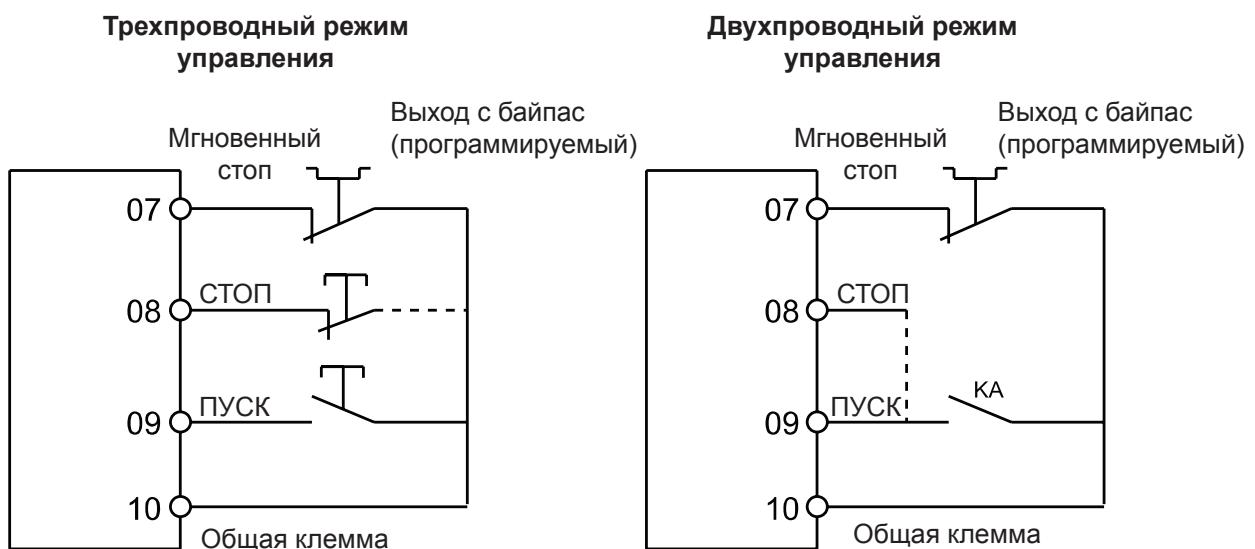 Трехпроводный режим
управления
Выход с байпас
(программируемый)
Мгновенный
стоп
07
СТОП
08
ПУСК
09
10
Общая клемма
Двухпроводный режим
управления
Выход с байпас
(программируемый)
Мгновенный
стоп
07
СТОП
08
KA
ПУСК
09
10
Общая клемма